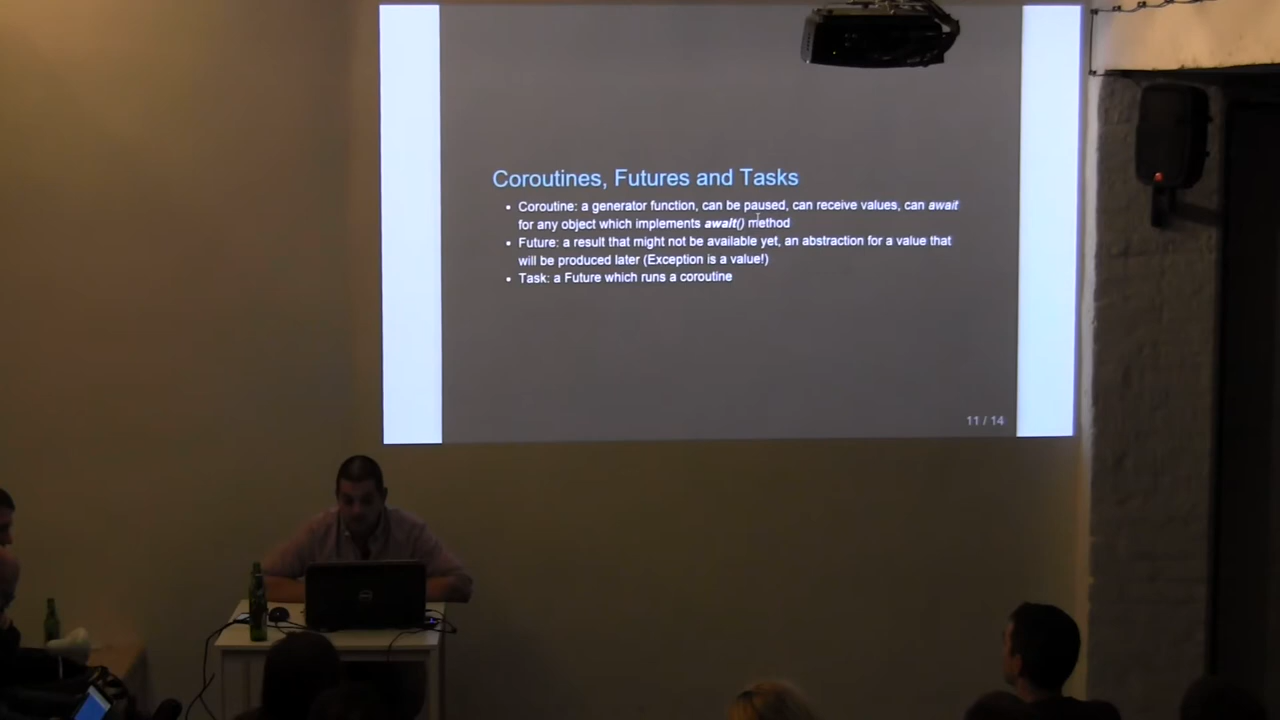 Coroutines, Futures and Tasks
• Coroutine: a generator function, can be paused, can receive values, can await
for any object which implements await() method
• Future: a result that might not be available yet, an abstraction for a value that
will be produced later (Exception is a value!)
• Task: a Future which runs a coroutine
11 / 14